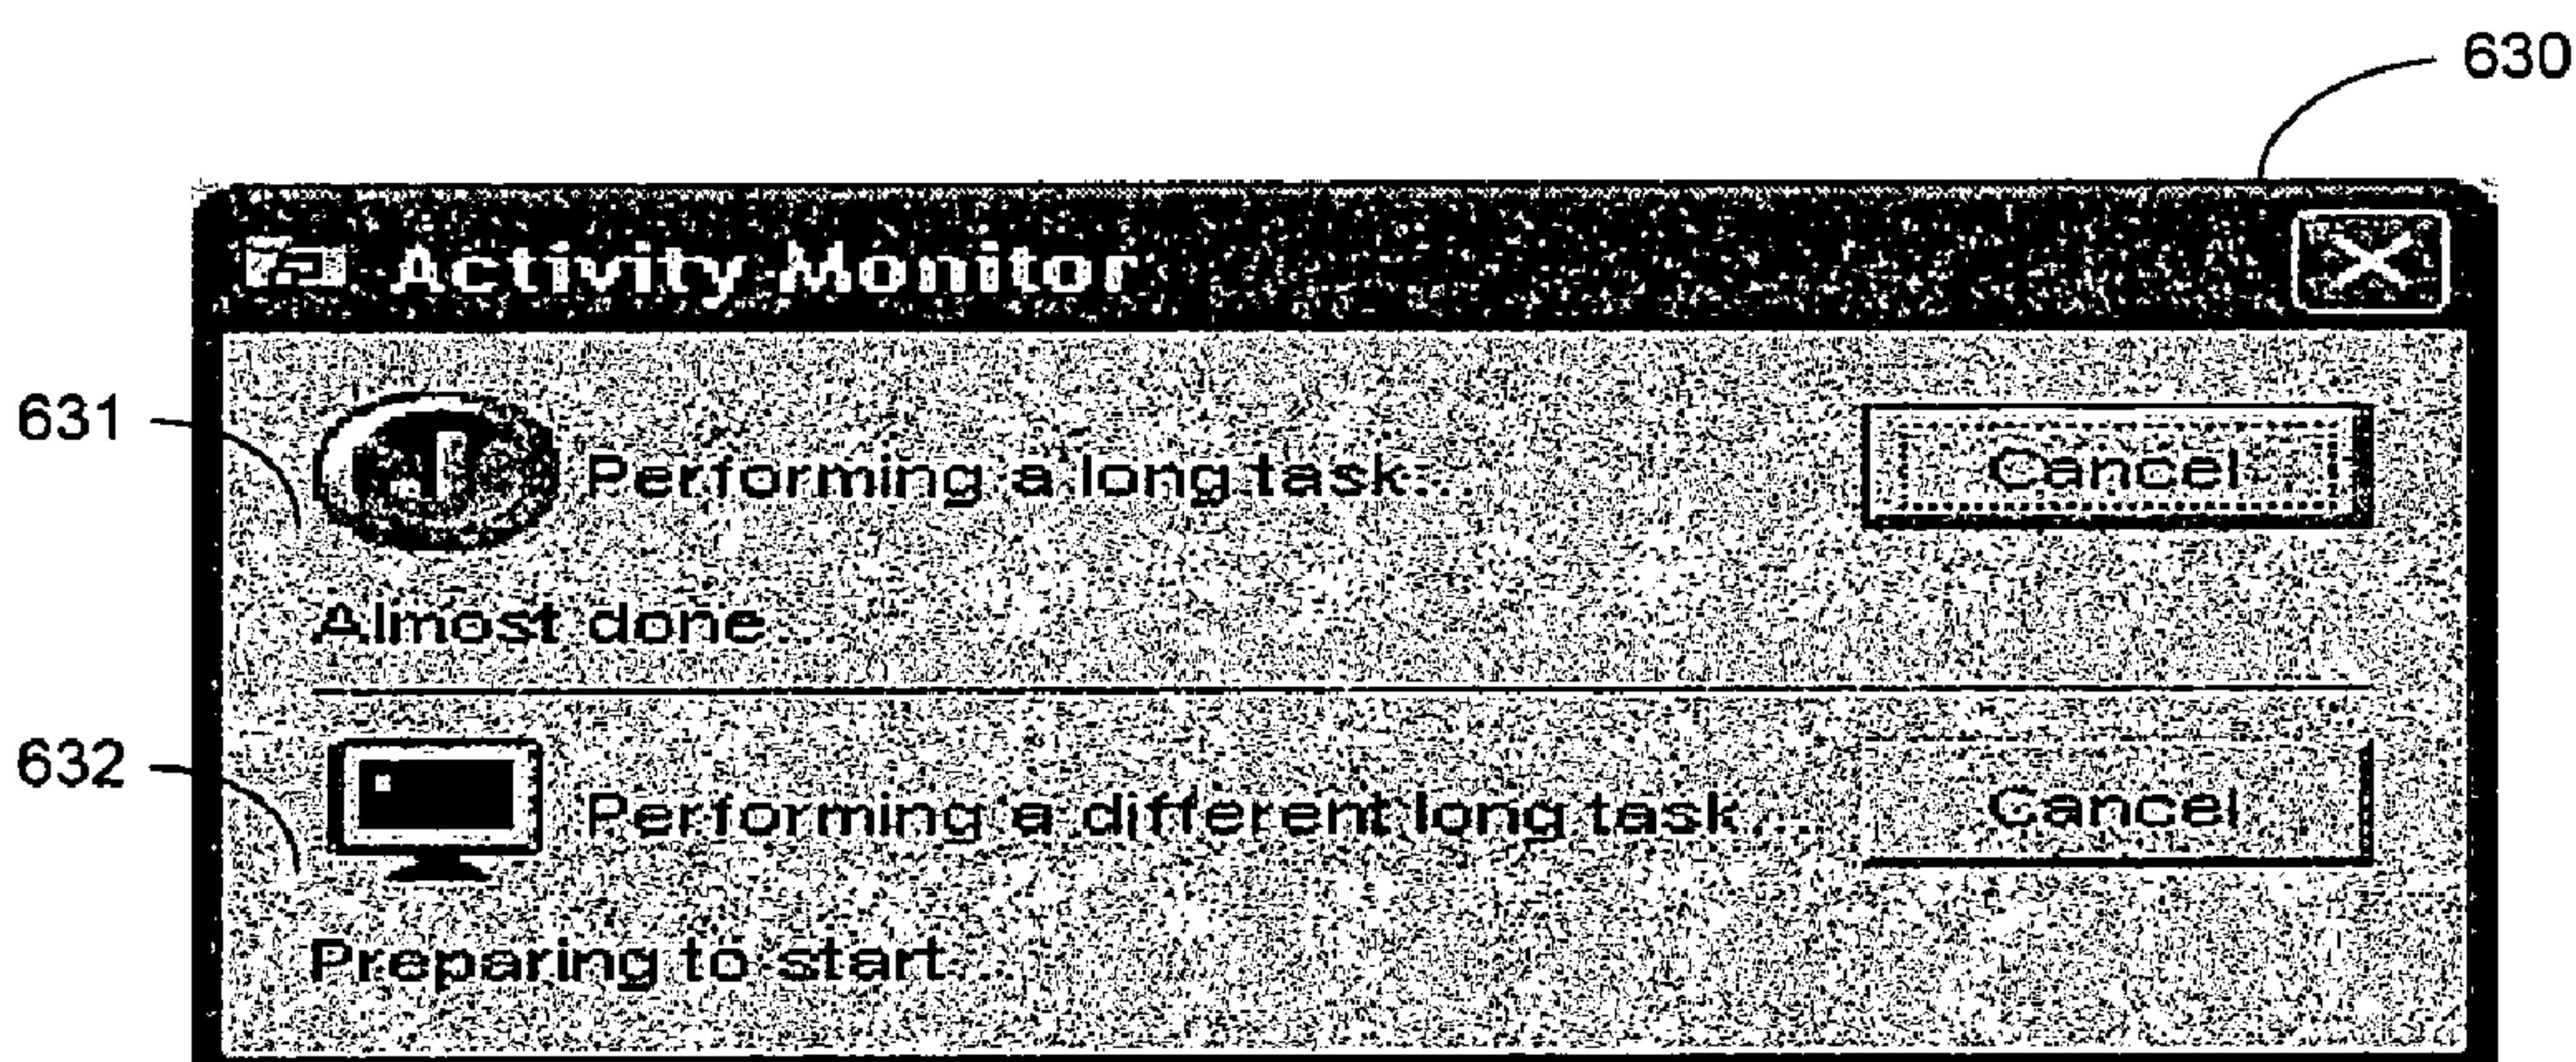 630
Activity Monitor
631
Performing a long task...
Cancel
Almost done...
632
Performing a different long task...
Cancel
Preparing to start...